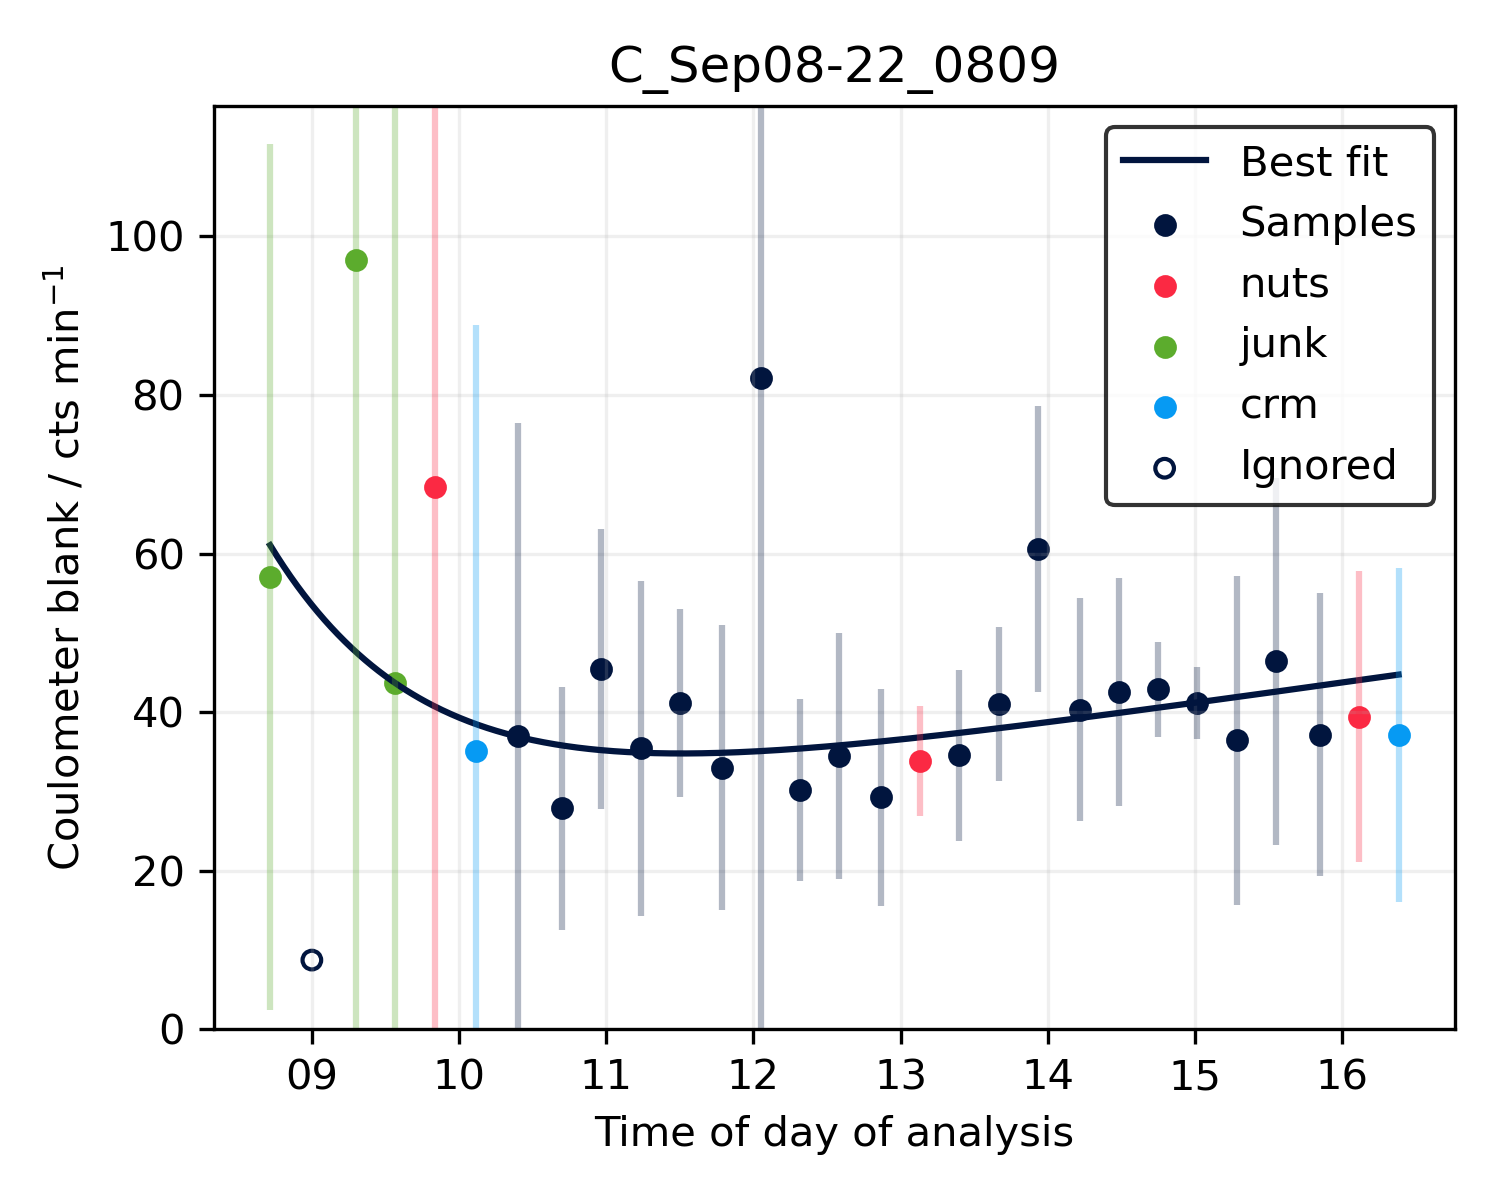 C_Sep08-22_0809
Coulometer blank / cts min⁻¹
100
80
60
40
20
0
09 10 11 12 13 14 15 16
Time of day of analysis
Best fit
Samples
nuts
junk
crm
Ignored